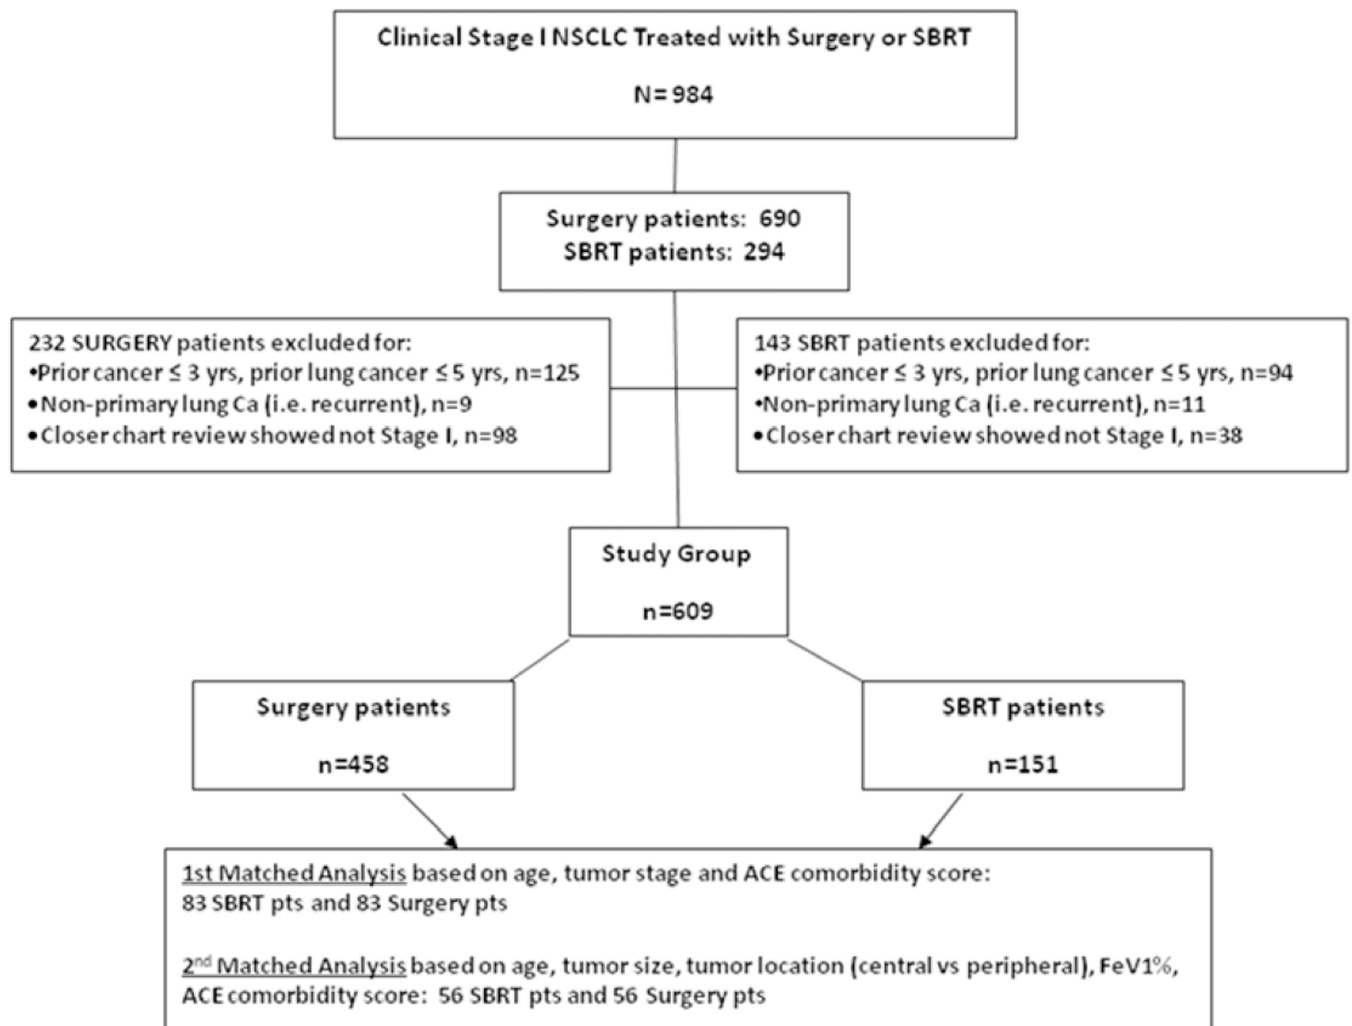 Clinical Stage I NSCLC Treated with Surgery or SBRT
N= 984
Surgery patients: 690
SBRT patients: 294
232 SURGERY patients excluded for:
•Prior cancer ≤ 3 yrs, prior lung cancer ≤ 5 yrs, n=125
•Non-primary lung Ca (i.e. recurrent), n=9
•Closer chart review showed not Stage I, n=98
143 SBRT patients excluded for:
•Prior cancer ≤ 3 yrs, prior lung cancer ≤ 5 yrs, n=94
•Non-primary lung Ca (i.e. recurrent), n=11
•Closer chart review showed not Stage I, n=38
Study Group
n=609
Surgery patients
n=458
SBRT patients
n=151
1st Matched Analysis based on age, tumor stage and ACE comorbidity score:
83 SBRT pts and 83 Surgery pts
2nd Matched Analysis based on age, tumor size, tumor location (central vs peripheral), FeV1%,
ACE comorbidity score: 56 SBRT pts and 56 Surgery pts